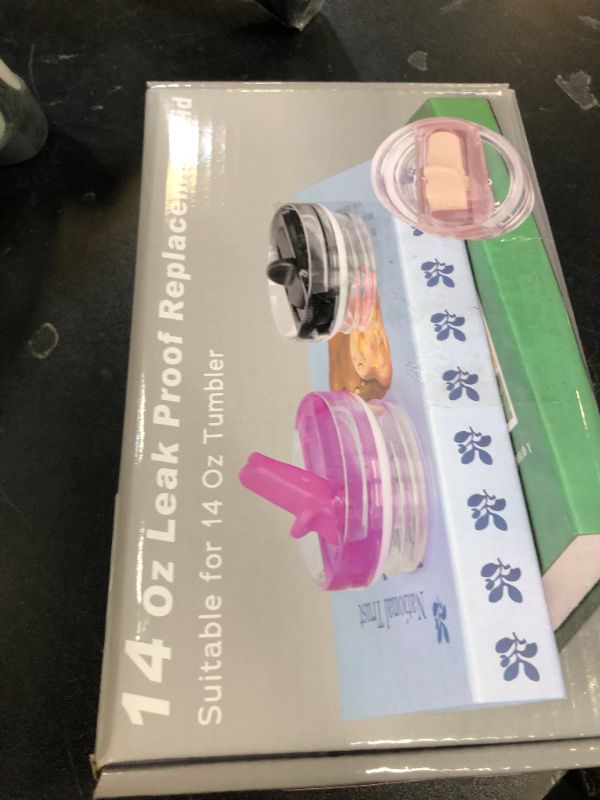 14 Oz Leak Proof Replacement Lid
Suitable for 14 Oz Tumbler
National Trust